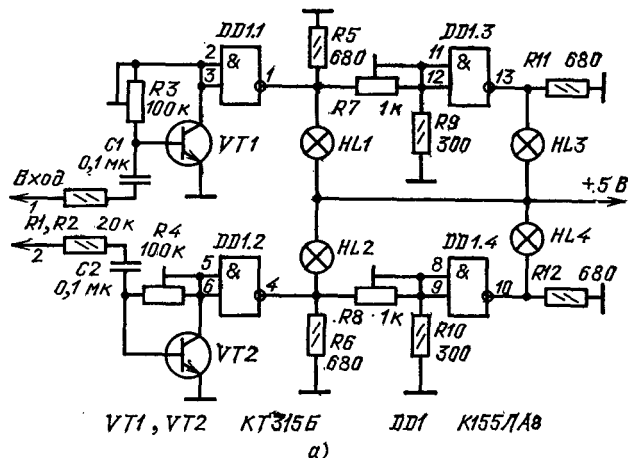 DD1.1
R5
680
DD1.3
R11 680
2
3
&
1
11
12
&
13
R3
100к
R7
1к
R9
300
C1
0,1 мк
VT1
HL1
HL3
Вход
1
+5 В
R1, R2 20к
2
R4
100к
DD1.2
HL2
DD1.4
HL4
C2
0,1 мк
5
6
&
4
8
9
&
10
R12 680
R8 1к
VT2
R6
680
R10
300
VT1, VT2 КТ315Б DD1 К155ЛА8
а)